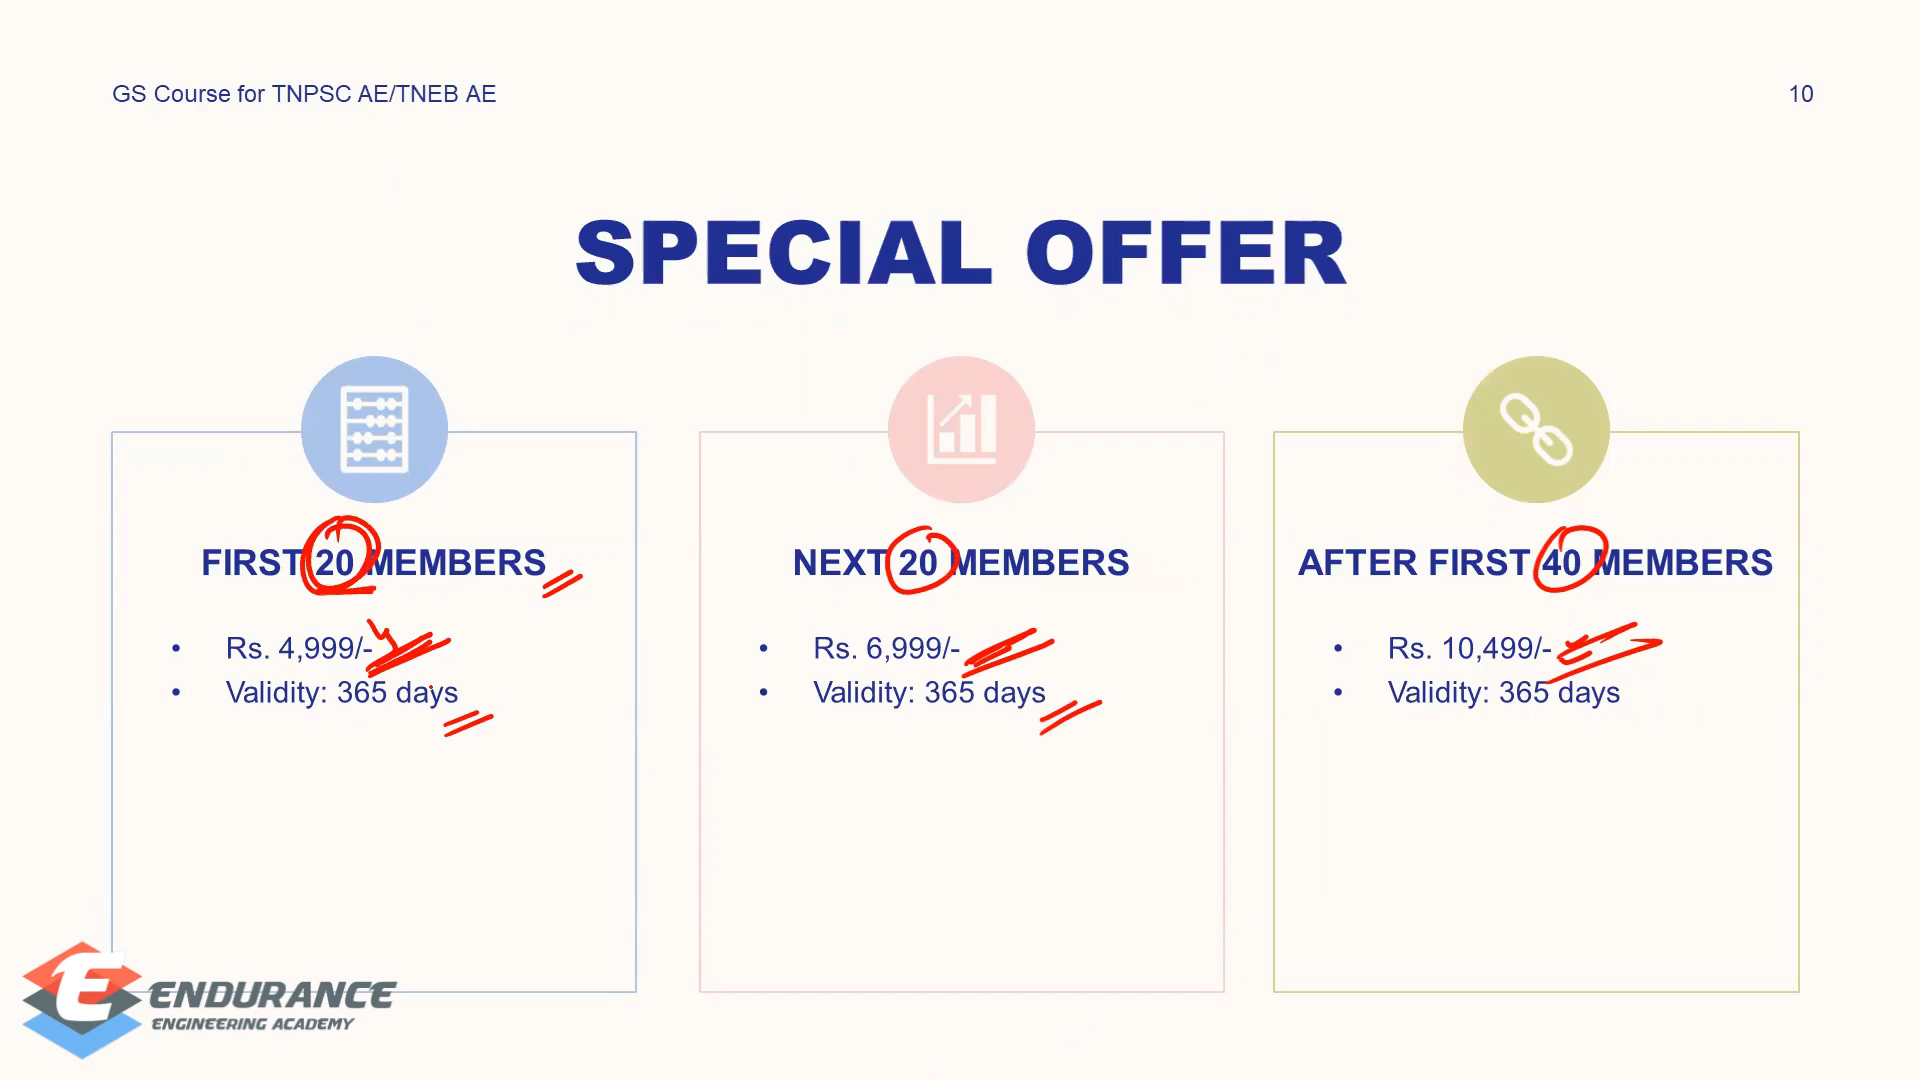 GS Course for TNPSC AE/TNEB AE
10
SPECIAL OFFER
FIRST 20 MEMBERS
• Rs. 4,999/-
• Validity: 365 days
NEXT 20 MEMBERS
• Rs. 6,999/-
• Validity: 365 days
AFTER FIRST 40 MEMBERS
• Rs. 10,499/-
• Validity: 365 days
E ENDURANCE
ENGINEERING ACADEMY